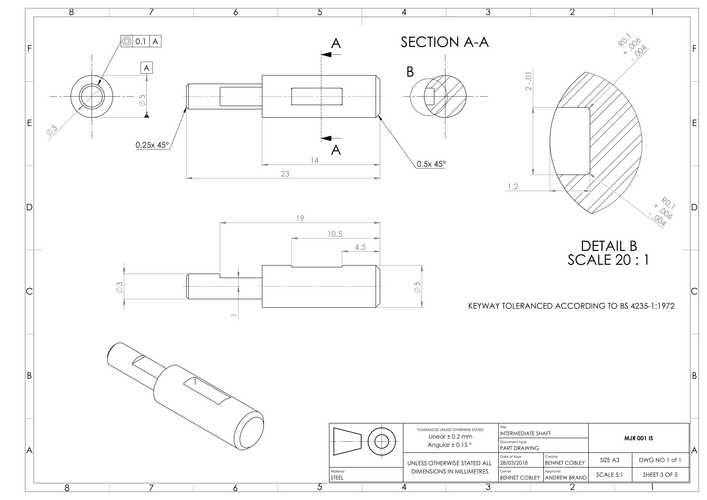 8 7 6 5 4 3 2 1
F
E
D
C
B
A
F
E
D
C
B
A
0.1 A
A
Ø5
Ø3
A
A
0.25x 45°
0.5x 45°
14
23
SECTION A-A
B
R0.1
+ .006
- .004
2 -.01
1.2
R0.1
+ .006
- .004
DETAIL B
SCALE 20 : 1
19
10.5
4.5
Ø3
1
Ø5
KEYWAY TOLERANCED ACCORDING TO BS 4235-1:1972
TOLERANCES UNLESS OTHERWISE STATED
Linear ± 0.2 mm
Angular ± 0.15 °
UNLESS OTHERWISE STATED ALL
DIMENSIONS IN MILLIMETRES
Material
STEEL
Title
INTERMEDIATE SHAFT
Document type
PART DRAWING
Date of issue
28/03/2018
Creator
BENNET COBLEY
Owner
BENNET COBLEY
Approval
ANDREW BRAND
MJR 001 IS
SIZE A3
DWG NO 1 of 1
SCALE 5:1
SHEET 3 OF 5
8 7 6 5 4 3 2 1